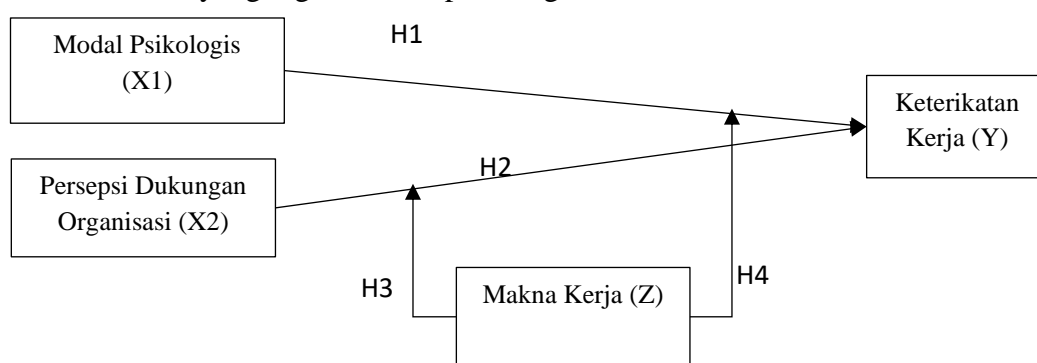 H1
Modal Psikologis
(X1)
Keterikatan
Kerja (Y)
H2
Persepsi Dukungan
Organisasi (X2)
H3
Makna Kerja (Z)
H4